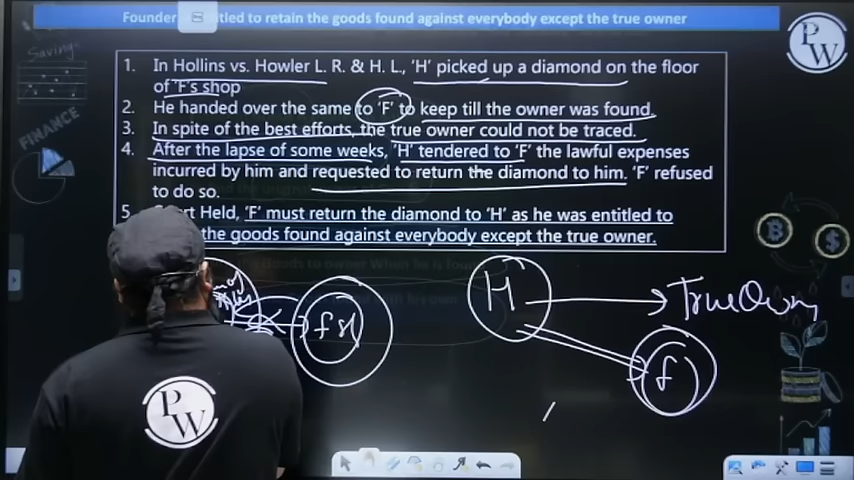 Founder titled to retain the goods found against everybody except the true owner
PW
Savings
FINANCE
1. In Hollins vs. Howler L. R. & H. L., 'H' picked up a diamond on the floor
of 'F's shop
2. He handed over the same to 'F' to keep till the owner was found.
3. In spite of the best efforts, the true owner could not be traced.
4. After the lapse of some weeks, 'H' tendered to 'F' the lawful expenses
incurred by him and requested to return the diamond to him. 'F' refused
to do so.
5. rt Held, 'F' must return the diamond to 'H' as he was entitled to
the goods found against everybody except the true owner.
H
True Own
f
PW